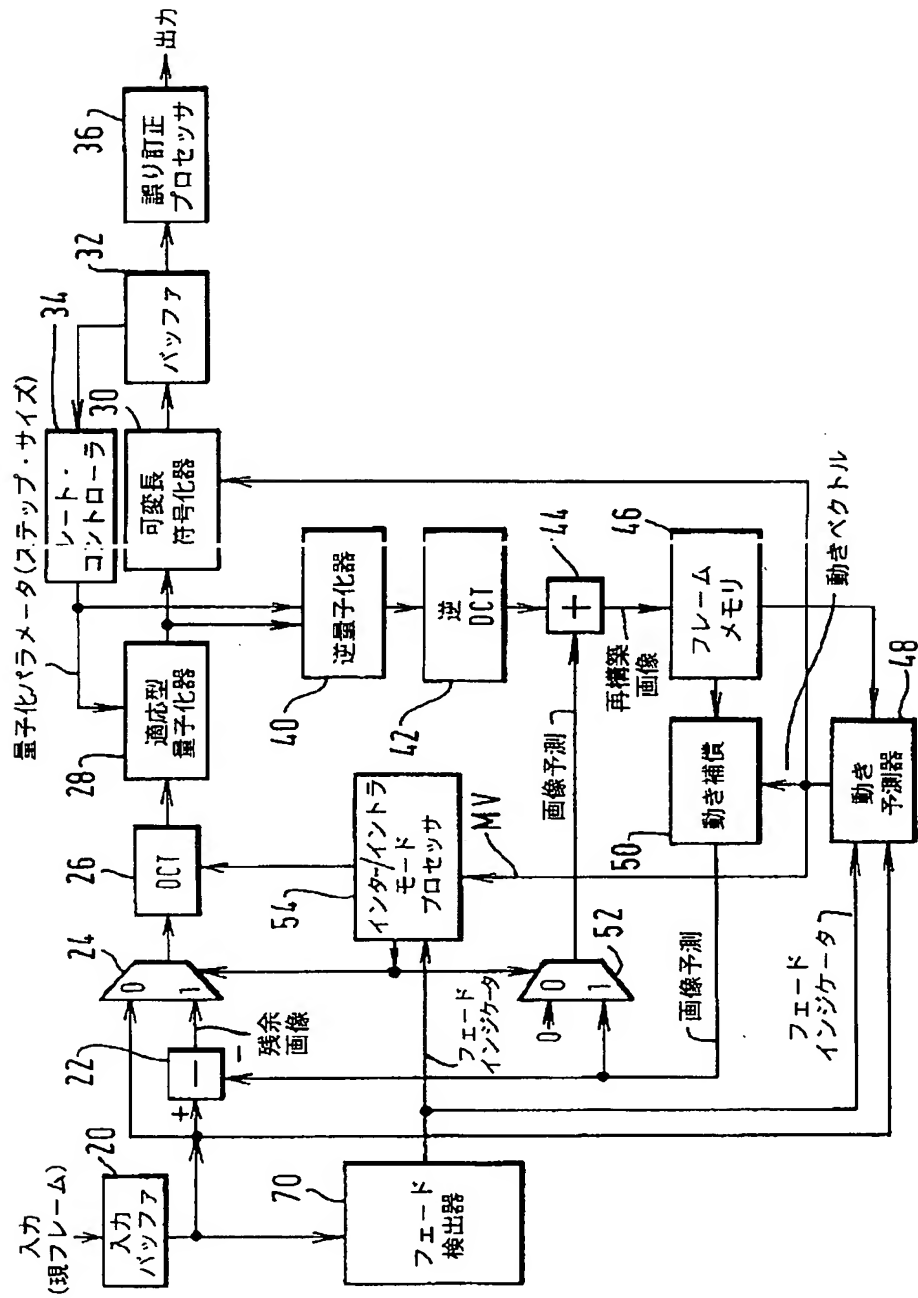 入力
(現フレーム)
20
入力
バッファ
22
+
−
−
残余
画像
24
0
1
26
DCT
28
適応型
量子化器
量子化パラメータ(ステップ・サイズ)
34
レート・
コントローラ
30
可変長
符号化器
32
バッファ
36
誤り訂正
プロセッサ
出力
40
逆量子化器
42
逆
DCT
44
+
再構築
画像
46
フレーム
メモリ
48
動き
予測器
動きベクトル
50
動き補償
画像予測
画像予測
52
0
0
1
54
インター/イントラ
モード
プロセッサ
MV
フェード
インジケータ
フェード
インジケータ
70
フェード
検出器